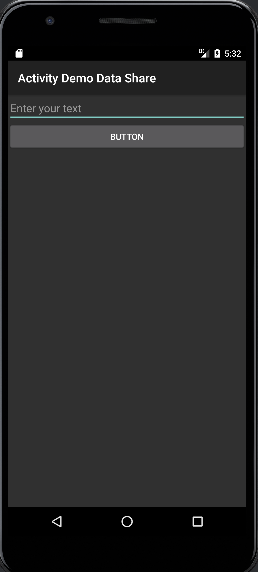 5:32
Activity Demo Data Share
Enter your text
BUTTON